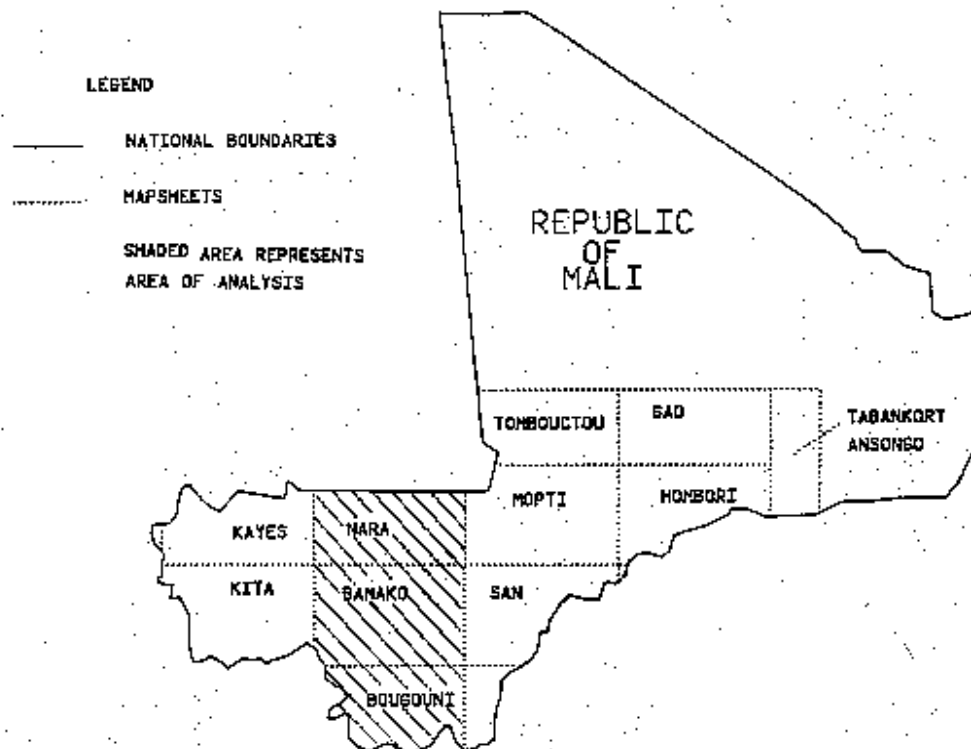 LEGEND
NATIONAL BOUNDARIES
MAPSHEETS
SHADED AREA REPRESENTS
AREA OF ANALYSIS
REPUBLIC
OF
MALI
TOMBOUCTOU
GAO
TABANKORT
ANSONGO
MOPTI
HOMBORI
KAYES
NARA
KITA
BAMAKO
SAN
BOUGOUNI